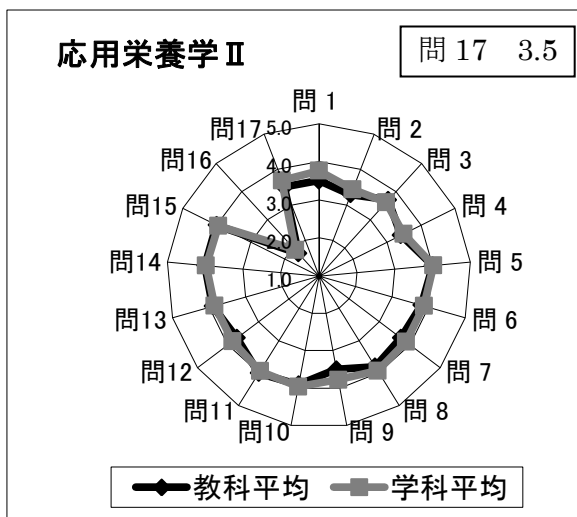 応用栄養学Ⅱ
問 17 3.5
問 1
問 2
問 3
問 4
問 5
問 6
問 7
問 8
問 9
問10
問11
問12
問13
問14
問15
問16
問17
5.0
4.0
3.0
2.0
1.0
教科平均
学科平均